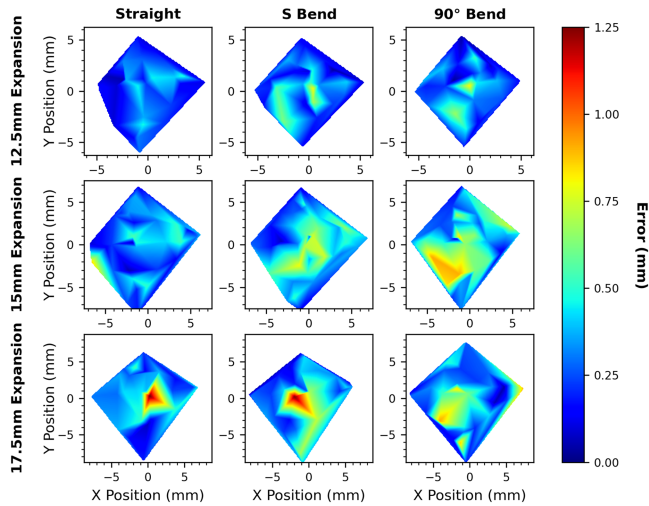 Straight S Bend 90° Bend
12.5mm Expansion
Y Position (mm)
5
0
−5
−5 0 5
−5 0 5
−5 0 5
15mm Expansion
Y Position (mm)
5
0
−5
−5 0 5
−5 0 5
−5 0 5
17.5mm Expansion
Y Position (mm)
5
0
−5
−5 0 5
−5 0 5
−5 0 5
X Position (mm) X Position (mm) X Position (mm)
1.25
1.00
0.75
0.50
0.25
0.00
Error (mm)